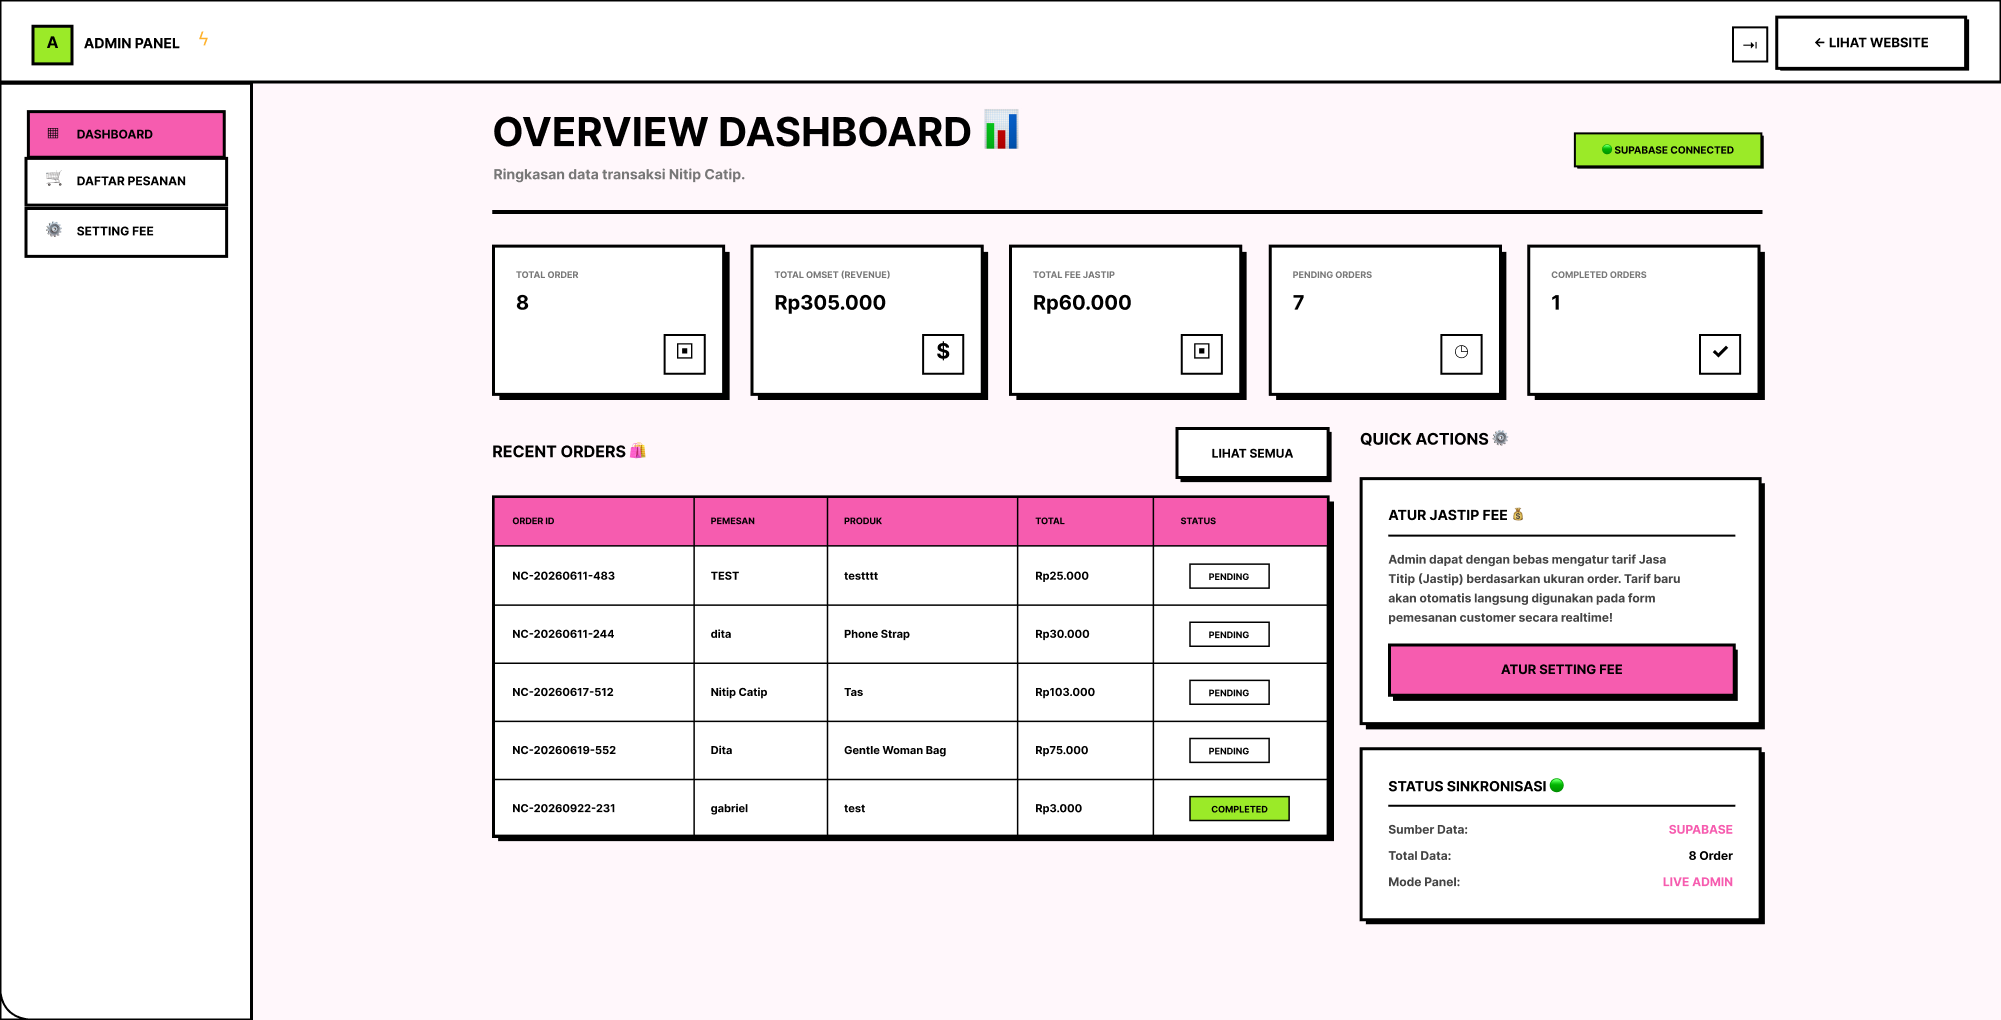 A
ADMIN PANEL
← LIHAT WEBSITE
DASHBOARD
DAFTAR PESANAN
SETTING FEE
OVERVIEW DASHBOARD
Ringkasan data transaksi Nitip Catip.
SUPABASE CONNECTED
TOTAL ORDER
8
TOTAL OMSET (REVENUE)
Rp305.000
$
TOTAL FEE JASTIP
Rp60.000
PENDING ORDERS
7
COMPLETED ORDERS
1
RECENT ORDERS
LIHAT SEMUA
ORDER ID PEMESAN PRODUK TOTAL STATUS
NC-20260611-483 TEST testttt Rp25.000 PENDING
NC-20260611-244 dita Phone Strap Rp30.000 PENDING
NC-20260617-512 Nitip Catip Tas Rp103.000 PENDING
NC-20260619-552 Dita Gentle Woman Bag Rp75.000 PENDING
NC-20260922-231 gabriel test Rp3.000 COMPLETED
QUICK ACTIONS
ATUR JASTIP FEE
Admin dapat dengan bebas mengatur tarif Jasa
Titip (Jastip) berdasarkan ukuran order. Tarif baru
akan otomatis langsung digunakan pada form
pemesanan customer secara realtime!
ATUR SETTING FEE
STATUS SINKRONISASI
Sumber Data: SUPABASE
Total Data: 8 Order
Mode Panel: LIVE ADMIN